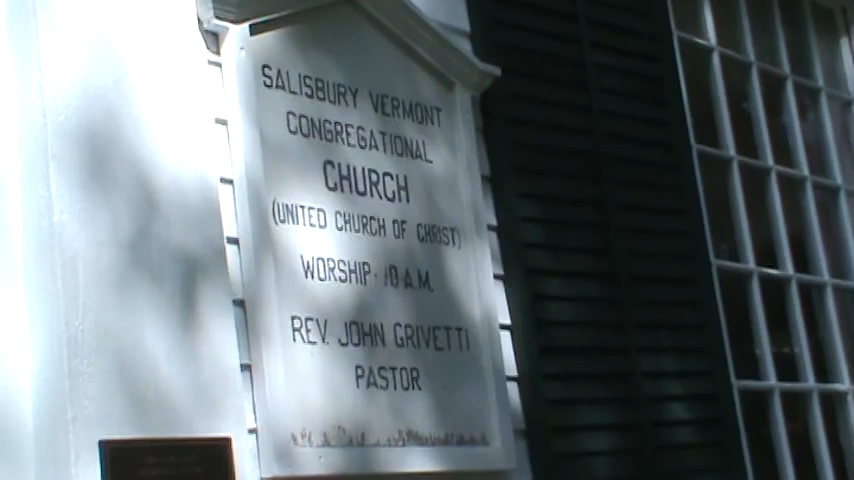 SALISBURY VERMONT
CONGREGATIONAL
CHURCH
(UNITED CHURCH OF CHRIST)
WORSHIP · 10 A.M.
REV. JOHN GRIVETTI
PASTOR